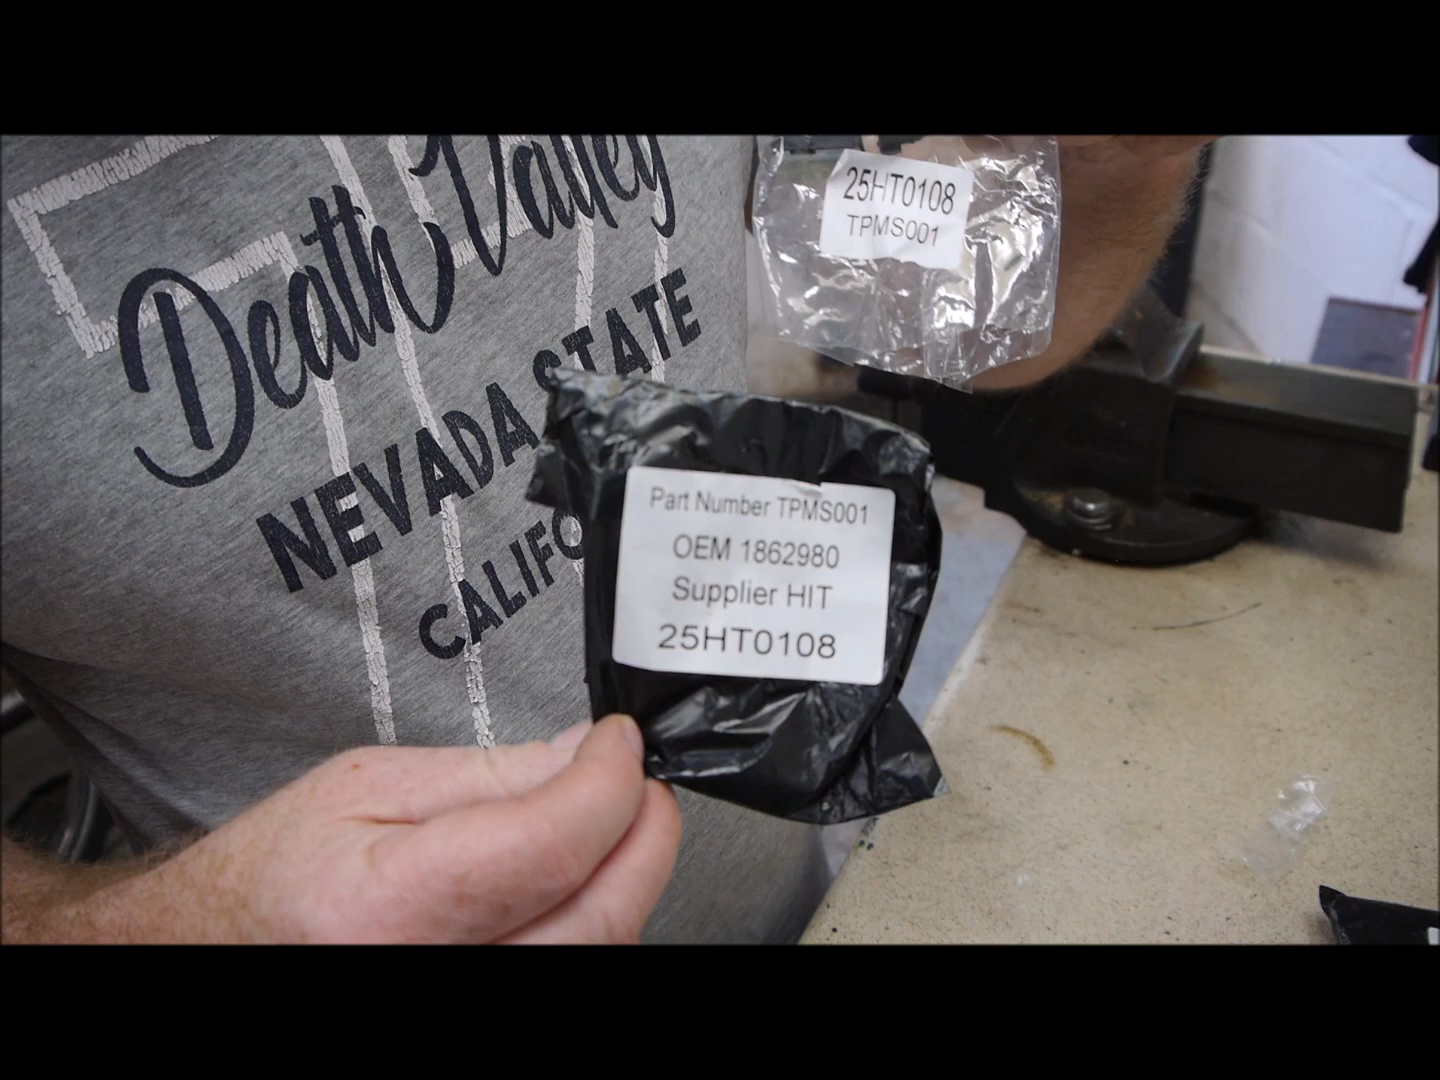 Death Valley
NEVADA STATE
CALIFO
25HT0108
TPMS001
Part Number TPMS001
OEM 1862980
Supplier HIT
25HT0108